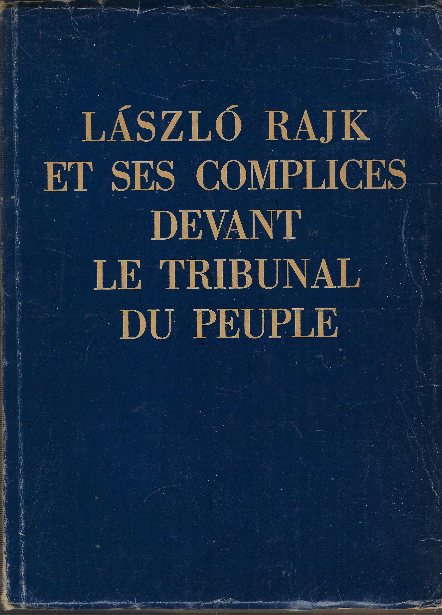 LÁSZLÓ RAJK
ET SES COMPLICES
DEVANT
LE TRIBUNAL
DU PEUPLE